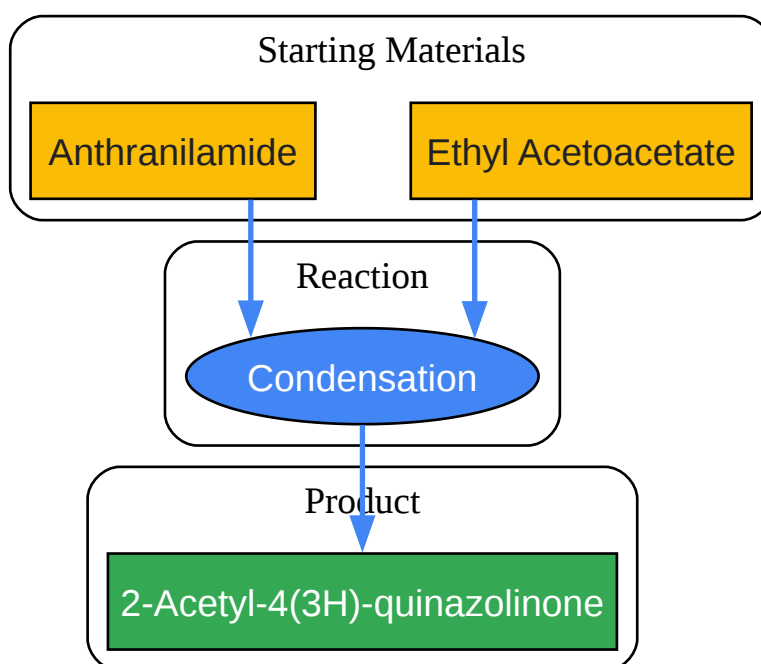 Starting Materials
Anthranilamide
Ethyl Acetoacetate
Reaction
Condensation
Product
2-Acetyl-4(3H)-quinazolinone